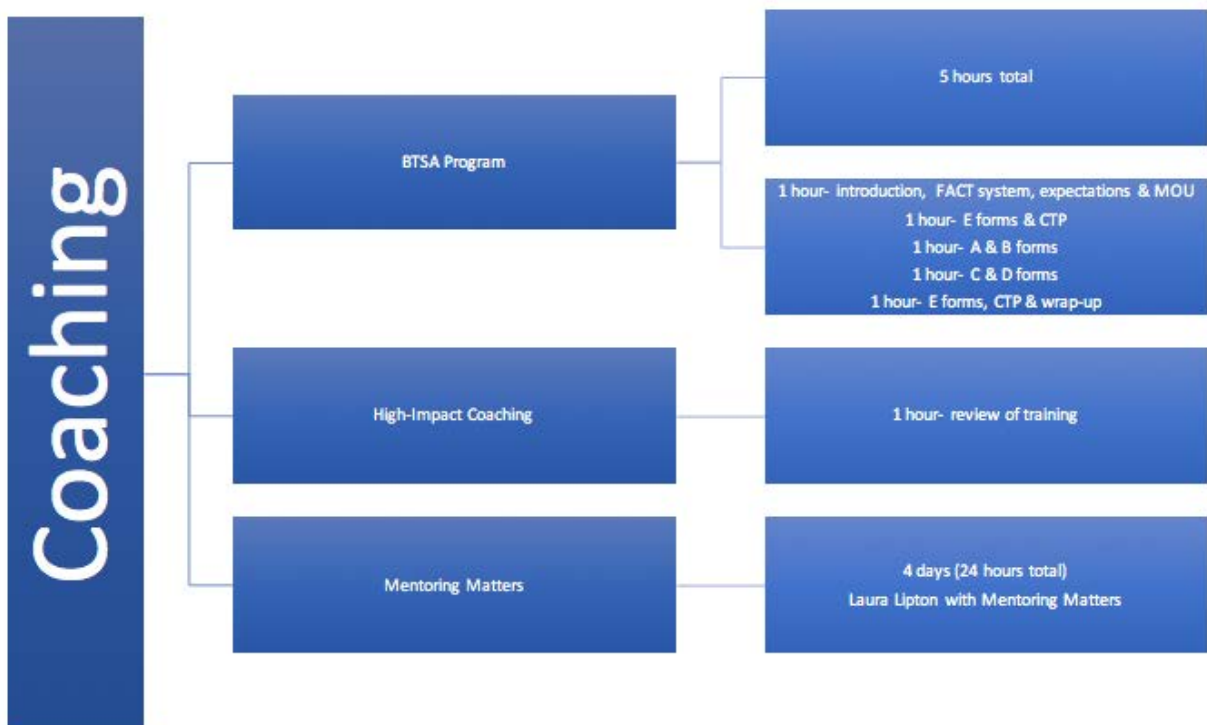 Coaching
BTSA Program
5 hours total
1 hour- introduction, FACT system, expectations & MOU
1 hour- E forms & CTP
1 hour- A & B forms
1 hour- C & D forms
1 hour- E forms, CTP & wrap-up
High-Impact Coaching
1 hour- review of training
Mentoring Matters
4 days (24 hours total)
Laura Lipton with Mentoring Matters